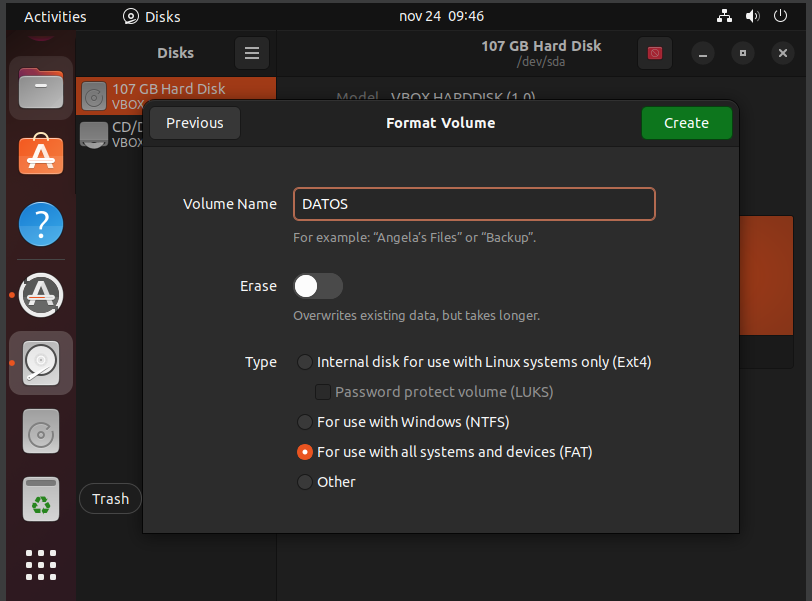 Activities
Disks
nov 24 09:46
Disks
107 GB Hard Disk
/dev/sda
107 GB Hard Disk
VBOX
Model VBOX HARDDISK (1.0)
CD/D
VBOX
Previous
Format Volume
Create
Volume Name
DATOS
For example: “Angela’s Files” or “Backup”.
Erase
Overwrites existing data, but takes longer.
Type
Internal disk for use with Linux systems only (Ext4)
Password protect volume (LUKS)
For use with Windows (NTFS)
For use with all systems and devices (FAT)
Other
Trash